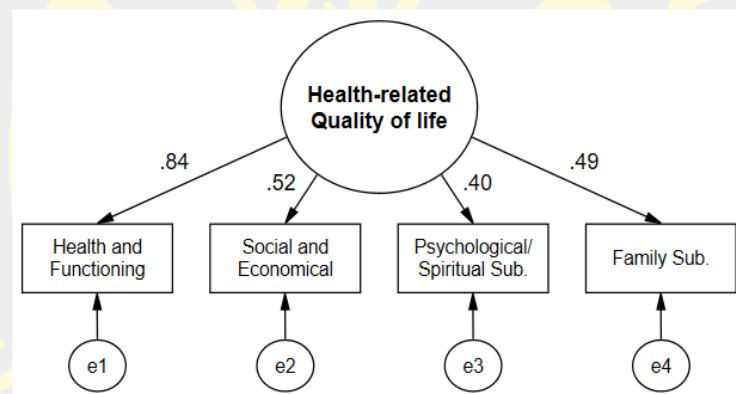 Health-related
Quality of life
.84
.52
.40
.49
Health and
Functioning
Social and
Economical
Psychological/
Spiritual Sub.
Family Sub.
e1
e2
e3
e4